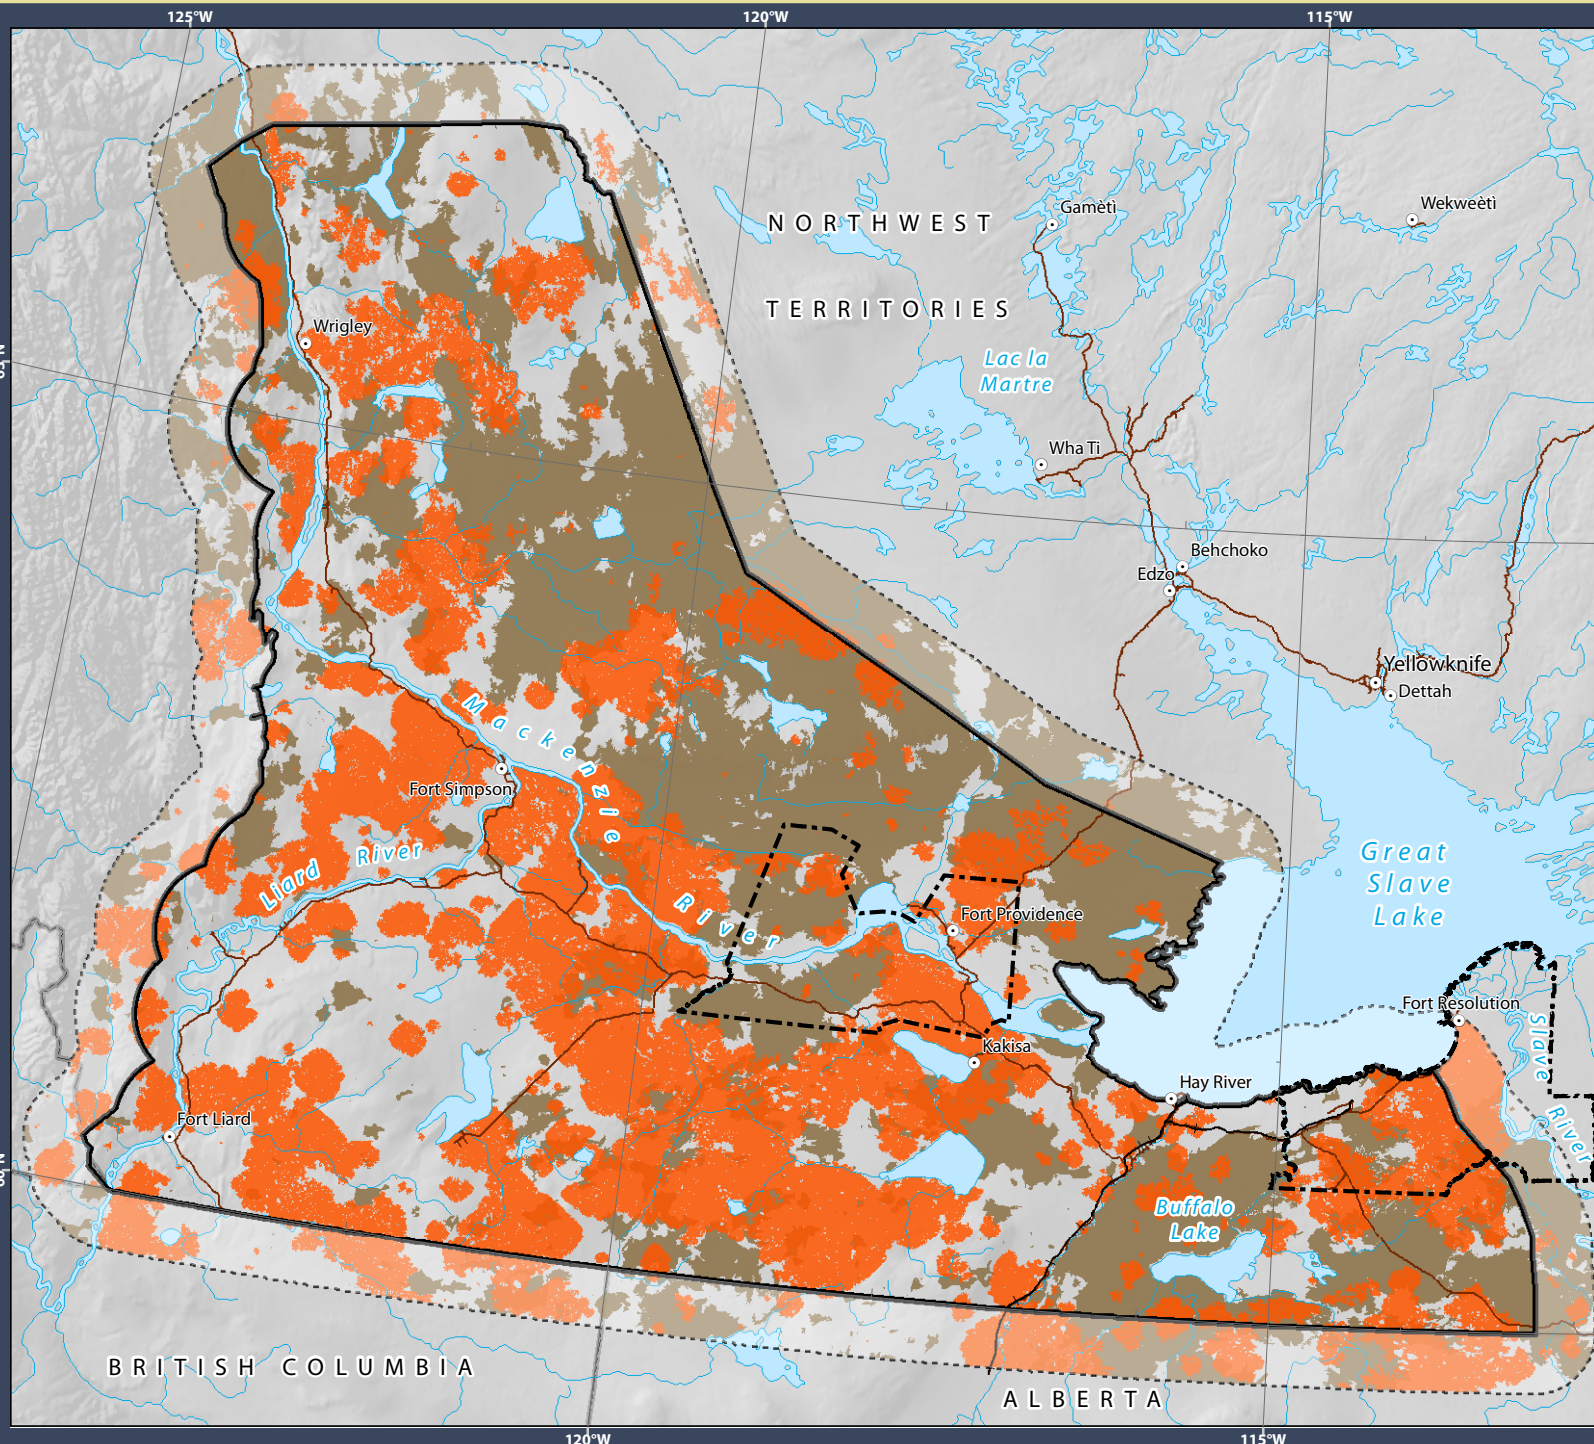 125°W
120°W
115°W
NORTHWEST
TERRITORIES
Gamètì
Wekweètì
Wrigley
Lac la
Martre
Wha Ti
Behchoko
Edzo
Yellowknife
Dettah
Mackenzie
River
Fort Simpson
Liard River
Great
Slave
Lake
Fort Providence
Fort Resolution
Slave
River
Kakisa
Hay River
Fort Liard
Buffalo
Lake
BRITISH COLUMBIA
ALBERTA
120°W
115°W